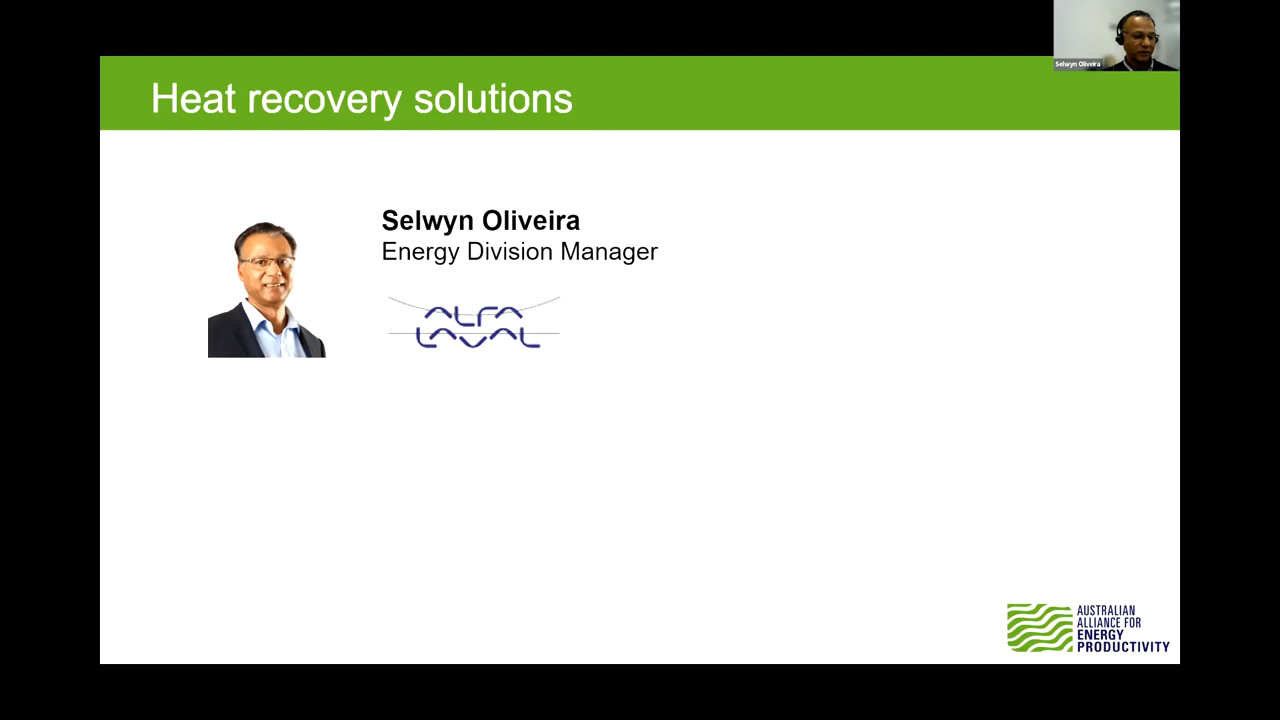 Selwyn Oliveira
Heat recovery solutions
Selwyn Oliveira
Energy Division Manager
ALFA
LAVAL
AUSTRALIAN
ALLIANCE FOR
ENERGY
PRODUCTIVITY